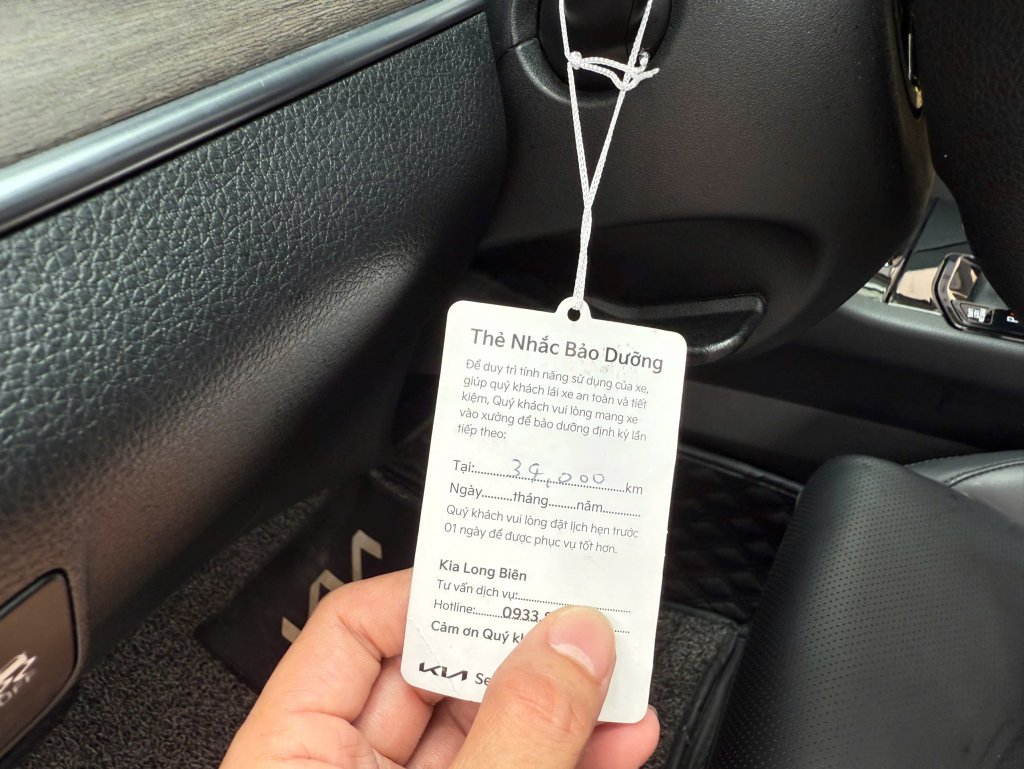 Thẻ Nhắc Bảo Dưỡng
Để duy trì tính năng sử dụng của xe,
giúp quý khách lái xe an toàn và tiết
kiệm, Quý khách vui lòng mang xe
vào xưởng để bảo dưỡng định kỳ lần
tiếp theo:
Tại:..........34,000..........km
Ngày.........tháng.........năm............
Quý khách vui lòng đặt lịch hẹn trước
01 ngày để được phục vụ tốt hơn.
Kia Long Biên
Tư vấn dịch vụ:..............................
Hotline:.......0933
Cảm ơn Quý
KIA
P
OFF